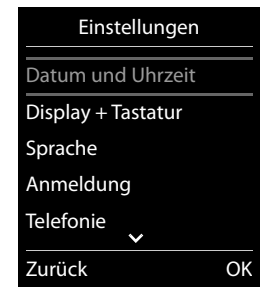 Einstellungen
Datum und Uhrzeit
Display + Tastatur
Sprache
Anmeldung
Telefonie
Zurück OK